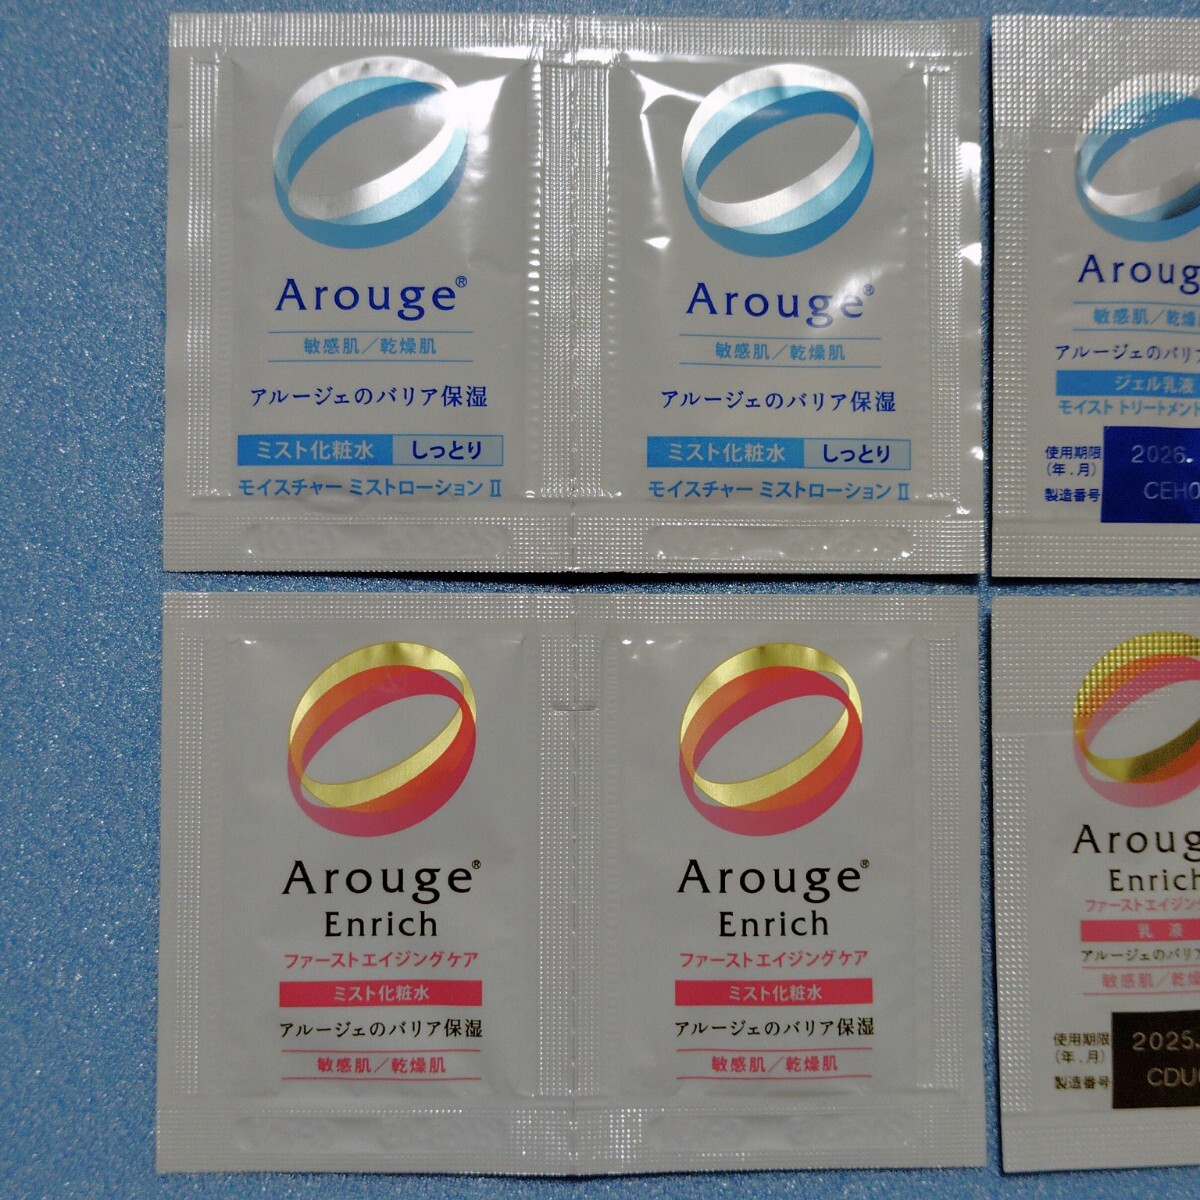 Arouge®
敏感肌／乾燥肌
アルージェのバリア保湿
ミスト化粧水 しっとり
モイスチャー ミストローションⅡ
Arouge®
敏感肌／乾燥肌
アルージェのバリア保湿
ミスト化粧水 しっとり
モイスチャー ミストローションⅡ
Aroug
敏感肌／乾燥
アルージェのバリア
ジェル乳液
モイスト トリートメント
使用期限
(年.月)
2026.
製造番号
CEH0
Arouge®
Enrich
ファーストエイジングケア
ミスト化粧水
アルージェのバリア保湿
敏感肌／乾燥肌
Arouge®
Enrich
ファーストエイジングケア
ミスト化粧水
アルージェのバリア保湿
敏感肌／乾燥肌
Aroug
Enrich
ファーストエイジング
乳液
アルージェのバリア
敏感肌／乾燥
使用期限
(年.月)
2025.
製造番号
CDU